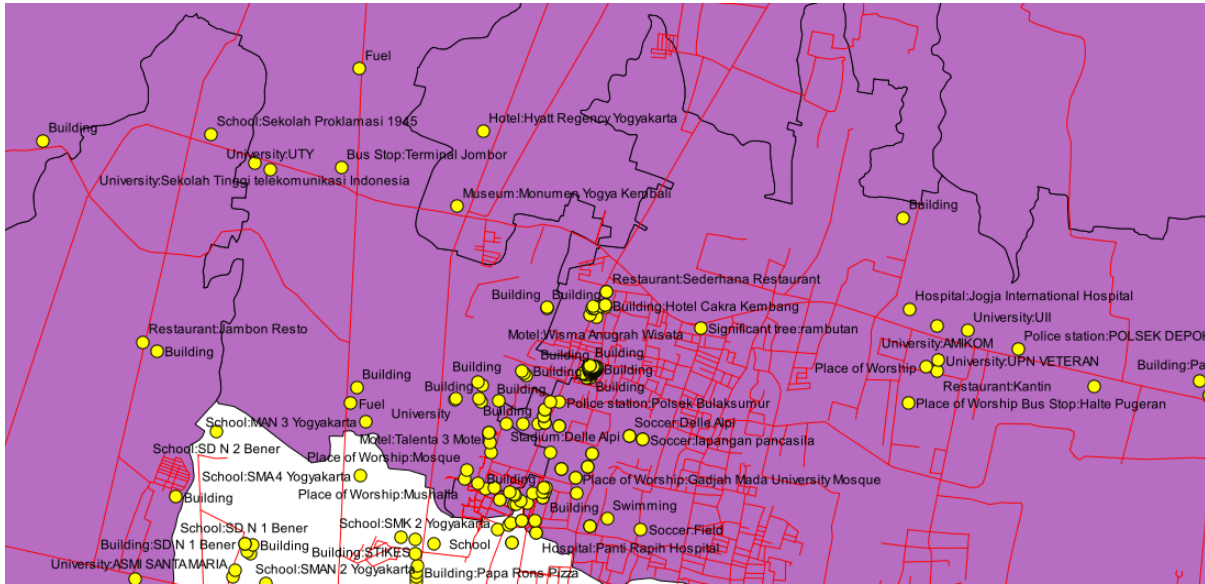 Fuel
Building
School:Sekolah Proklamasi 1945
Hotel:Hyatt Regency Yogyakarta
University:UTY
Bus Stop:Terminal Jombor
University:Sekolah Tinggi telekomunikasi Indonesia
Museum:Monumen Yogya Kembali
Building
Restaurant:Sederhana Restaurant
Building
Building
Hospital:Jogja International Hospital
Building:Hotel Cakra Kembang
Restaurant:Jambon Resto
Motel:Wisma Anugrah Wisata
Significant tree:rambutan
University:UII
Police station:POLSEK DEPOK
Building
University:AMIKOM
Building
Building
University:UPN VETERAN
Place of Worship
Building
Building
Building:Pa
Building
Building
Building
Building
Restaurant:Kantin
Fuel
Police station:Polsek Bulaksumur
Place of Worship
Bus Stop:Halte Pugeran
University
Building
School:MAN 3 Yogyakarta
Soccer:Delle Alpi
Motel:Talenta 3 Motel
Stadium:Delle Alpi
Soccer:lapangan pancasila
School:SD N 2 Bener
Place of Worship:Mosque
School:SMA4 Yogyakarta
Building
Place of Worship:Gadjah Mada University Mosque
Building
Place of Worship:Mushalla
Building
Swimming
School:SD N 1 Bener
School:SMK 2 Yogyakarta
Soccer:Field
Building:SD N 1 Bener
Building
School
Hospital:Panti Rapih Hospital
Building:STIKES
University:ASMI SANTA MARIA
School:SMAN 2 Yogyakarta
Building:Papa Rons Pizza